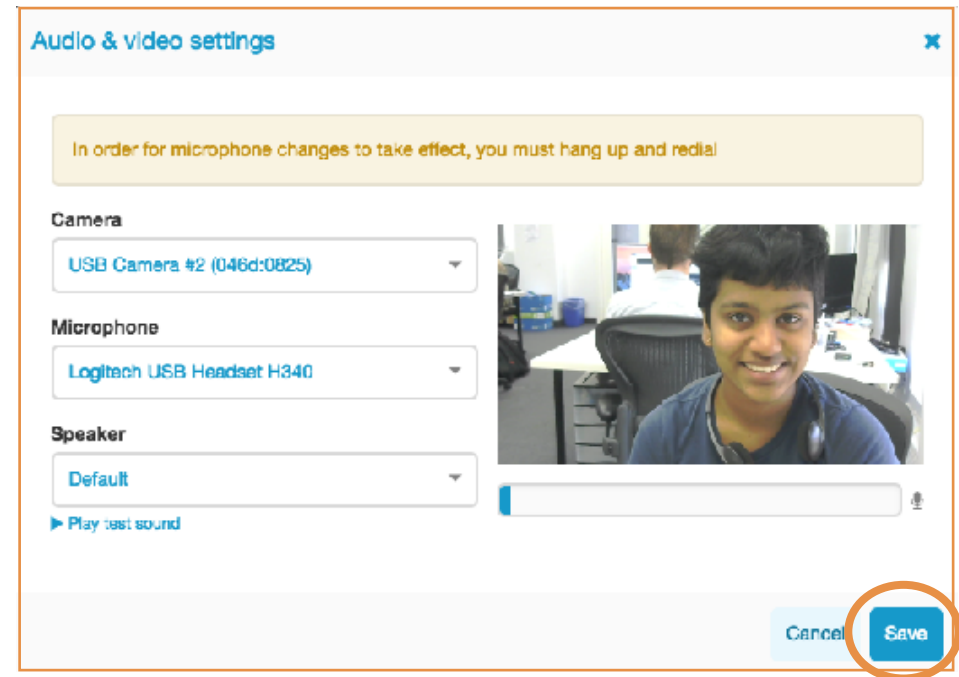 Audio & video settings
In order for microphone changes to take effect, you must hang up and redial
Camera
USB Camera #2 (046d:0825)
Microphone
Logitech USB Headset H340
Speaker
Default
Play test sound
Cancel
Save